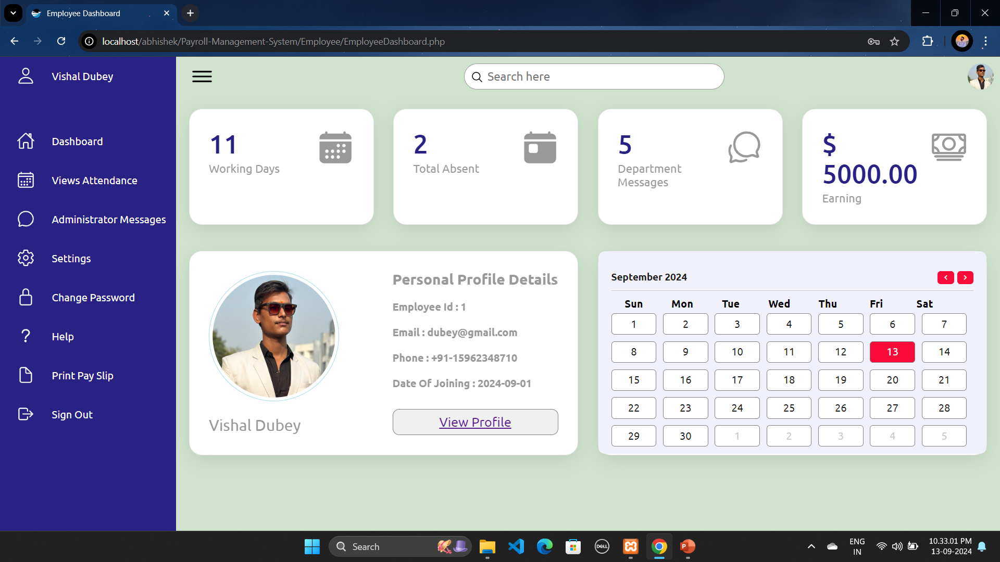 Employee Dashboard
localhost/abhishek/Payroll-Management-System/Employee/EmployeeDashboard.php
Vishal Dubey
Search here
Dashboard
Views Attendance
Administrator Messages
Settings
Change Password
Help
Print Pay Slip
Sign Out
11
Working Days
2
Total Absent
5
Department
Messages
$
5000.00
Earning
Vishal Dubey
Personal Profile Details
Employee Id : 1
Email : dubey@gmail.com
Phone : +91-15962348710
Date Of Joining : 2024-09-01
View Profile
September 2024
Sun Mon Tue Wed Thu Fri Sat
1 2 3 4 5 6 7
8 9 10 11 12 13 14
15 16 17 18 19 20 21
22 23 24 25 26 27 28
29 30 1 2 3 4 5
Search
DELL
P
ENG
IN
10.33.01 PM
13-09-2024